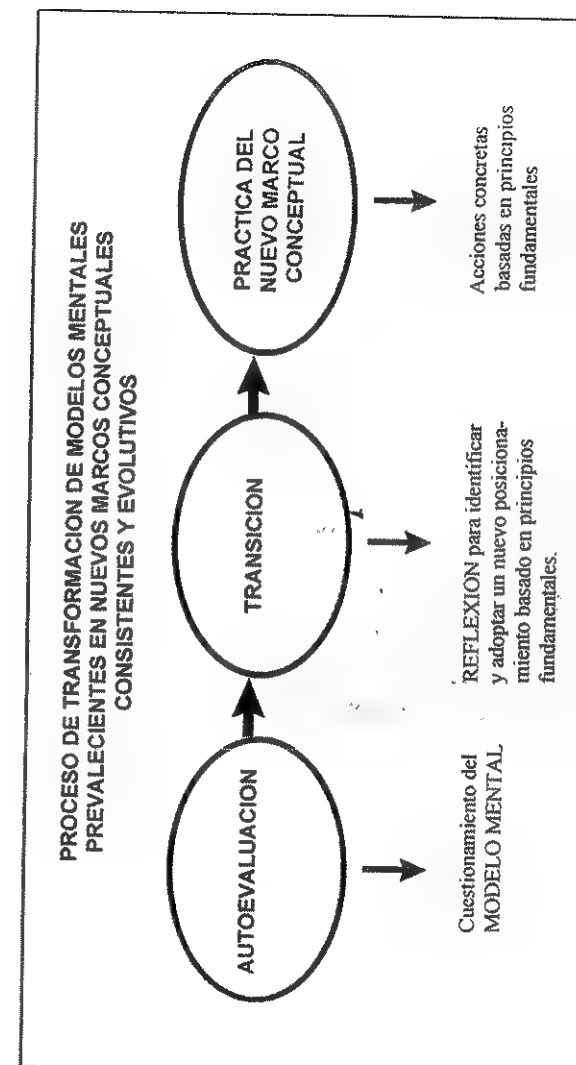 PROCESO DE TRANSFORMACION DE MODELOS MENTALES
PREVALECIENTES EN NUEVOS MARCOS CONCEPTUALES
CONSISTENTES Y EVOLUTIVOS
AUTOEVALUACION
TRANSICION
PRACTICA DEL
NUEVO MARCO
CONCEPTUAL
Cuestionamiento del
MODELO MENTAL
REFLEXION para identificar
y adoptar un nuevo posiciona-
miento basado en principios
fundamentales.
Acciones concretas
basadas en principios
fundamentales